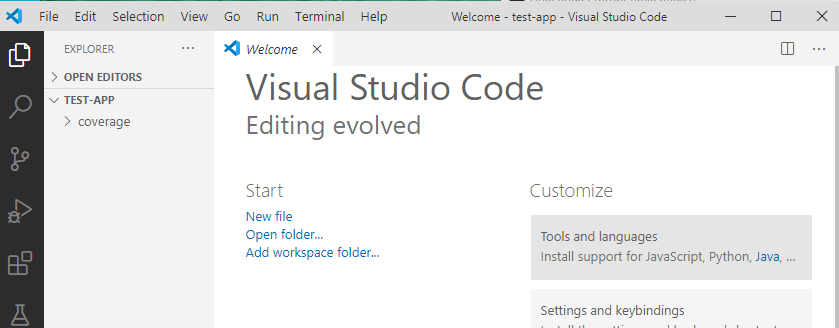 File Edit Selection View Go Run Terminal Help Welcome - test-app - Visual Studio Code
EXPLORER
OPEN EDITORS
TEST-APP
coverage
Welcome
Visual Studio Code
Editing evolved
Start
New file
Open folder...
Add workspace folder...
Customize
Tools and languages
Install support for JavaScript, Python, Java, ...
Settings and keybindings